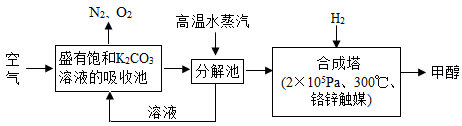 N₂、O₂
高温水蒸汽
H₂
空气
盛有饱和K₂CO₃
溶液的吸收池
分解池
合成塔
(2×10⁵Pa、300℃、
铬锌触媒)
甲醇
溶液